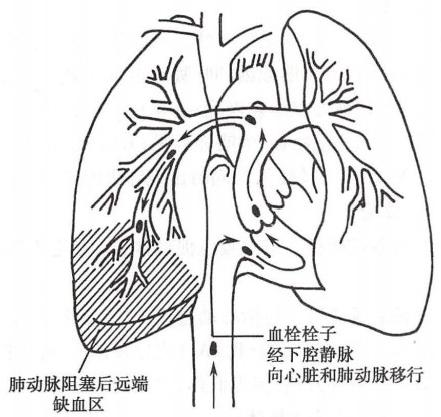 血栓栓子
经下腔静脉
向心脏和肺动脉移行
肺动脉阻塞后远端
缺血区